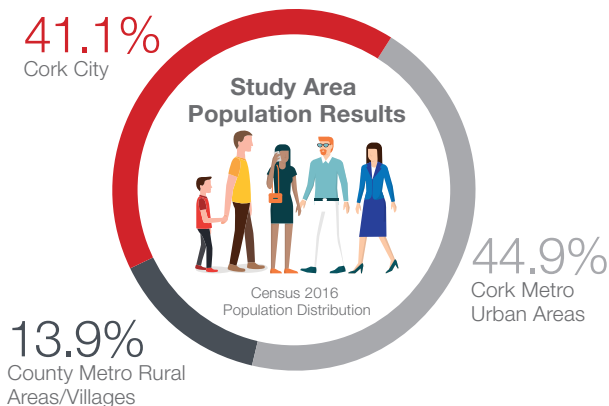 41.1%
Cork City
Study Area
Population Results
Census 2016
Population Distribution
44.9%
Cork Metro
Urban Areas
13.9%
County Metro Rural
Areas/Villages